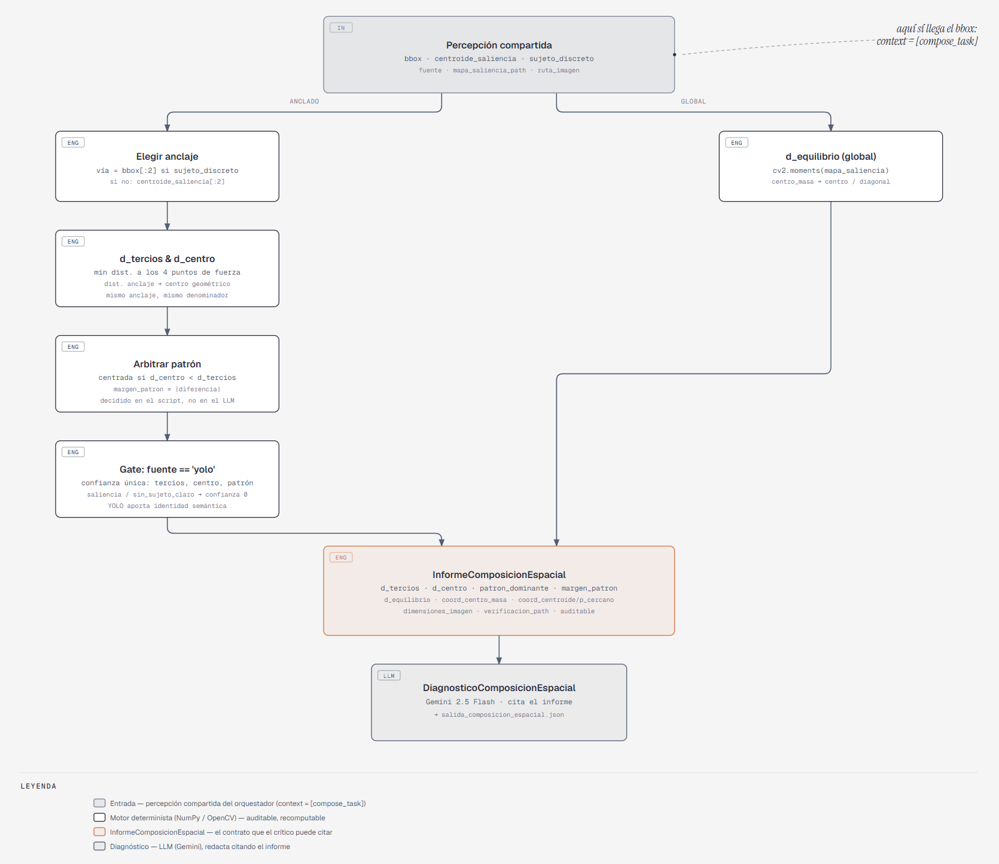 IN
Percepción compartida
bbox · centroide_saliencia · sujeto_discreto
fuente · mapa_saliencia_path · ruta_imagen
aquí sí llega el bbox:
context = [compose_task]
ANCLADO
GLOBAL
ENG
Elegir anclaje
vía = bbox[:2] si sujeto_discreto
si no: centroide_saliencia[:2]
ENG
d_equilibrio (global)
cv2.moments(mapa_saliencia)
centro_masa → centro / diagonal
ENG
d_tercios & d_centro
min dist. a los 4 puntos de fuerza
dist. anclaje → centro geométrico
mismo anclaje, mismo denominador
ENG
Arbitrar patrón
centrada si d_centro < d_tercios
margen_patron = |diferencia|
decidido en el script, no en el LLM
ENG
Gate: fuente == 'yolo'
confianza única: tercios, centro, patrón
saliencia / sin_sujeto_claro → confianza 0
YOLO aporta identidad semántica
ENG
InformeComposicionEspacial
d_tercios · d_centro · patron_dominante · margen_patron
d_equilibrio · coord_centro_masa · coord_centroide/p_cercano
dimensiones_imagen · verificacion_path · auditable
LLM
DiagnosticoComposicionEspacial
Gemini 2.5 Flash · cita el informe
→ salida_composicion_espacial.json
LEYENDA
Entrada — percepción compartida del orquestador (context = [compose_task])
Motor determinista (NumPy / OpenCV) — auditable, recomputable
InformeComposicionEspacial — el contrato que el crítico puede citar
Diagnóstico — LLM (Gemini), redacta citando el informe